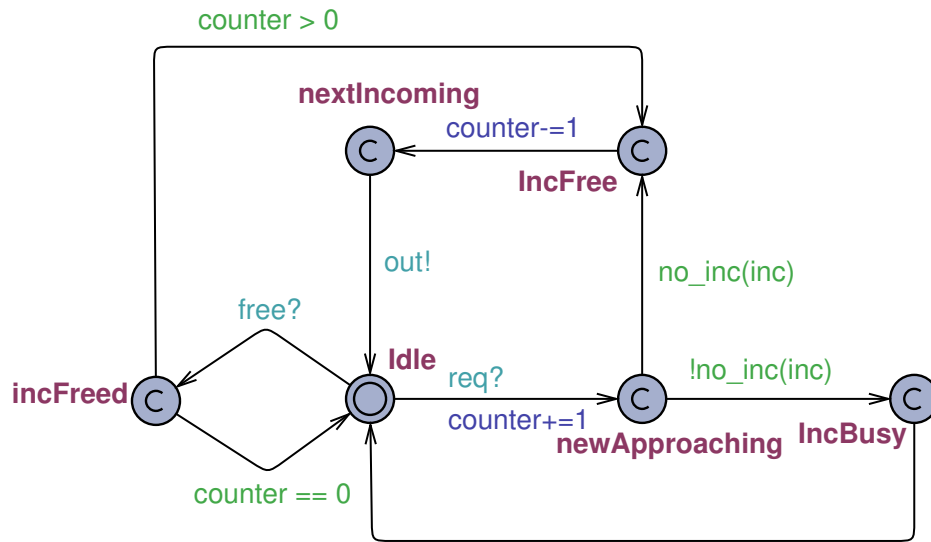 counter > 0
nextIncoming
counter-=1
C
C
IncFree
out!
no_inc(inc)
free?
Idle
incFreed
C
req?
counter+=1
C
!no_inc(inc)
C
newApproaching
IncBusy
counter == 0